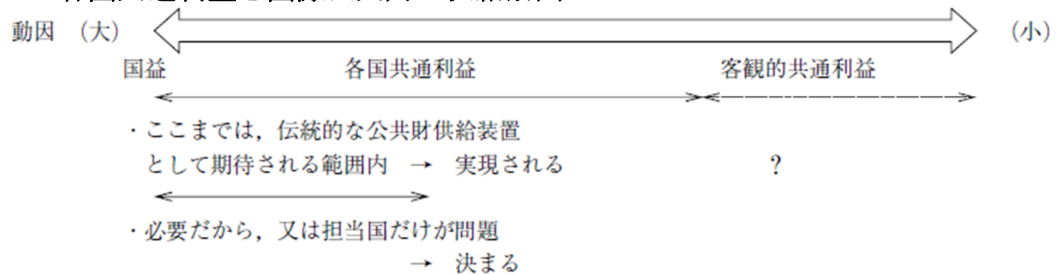 動因 (大) (小)
国益 各国共通利益 客観的共通利益
・ここまでは，伝統的な公共財供給装置
として期待される範囲内 → 実現される ?
・必要だから，又は担当国だけが問題
→ 決まる